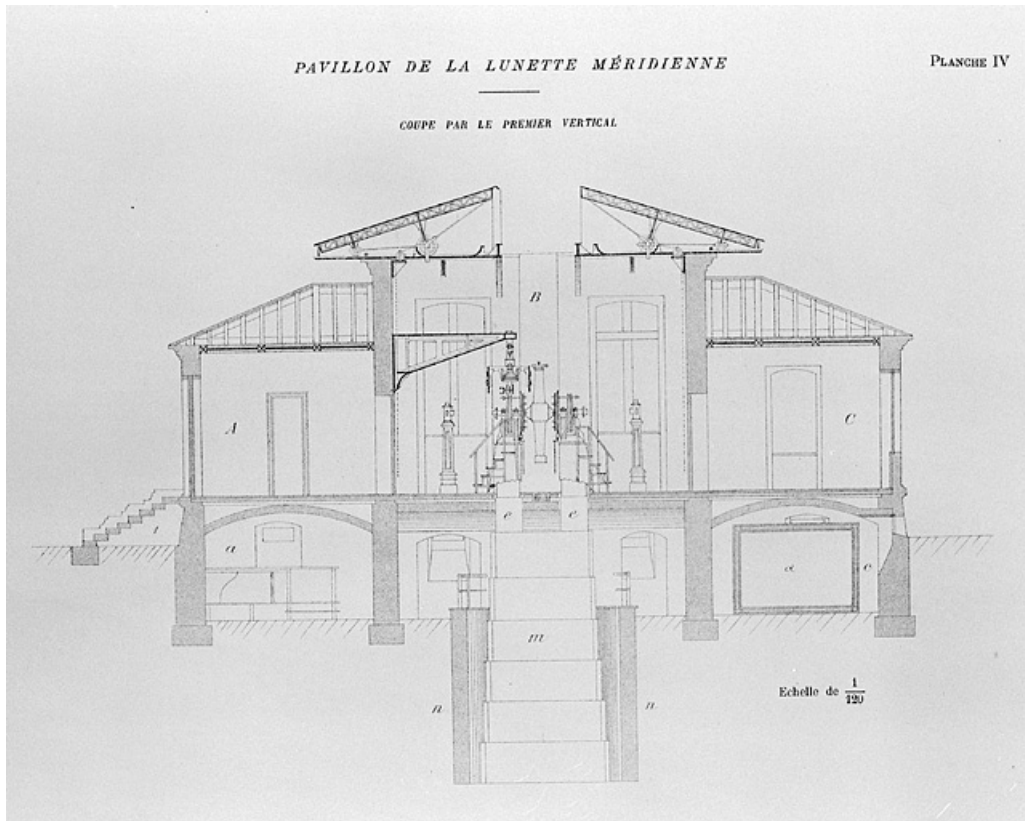 PAVILLON DE LA LUNETTE MÉRIDIENNE
PLANCHE IV
COUPE PAR LE PREMIER VERTICAL
B
A
C
e
e
t
a
c
m
n
n
Echelle de 1/120